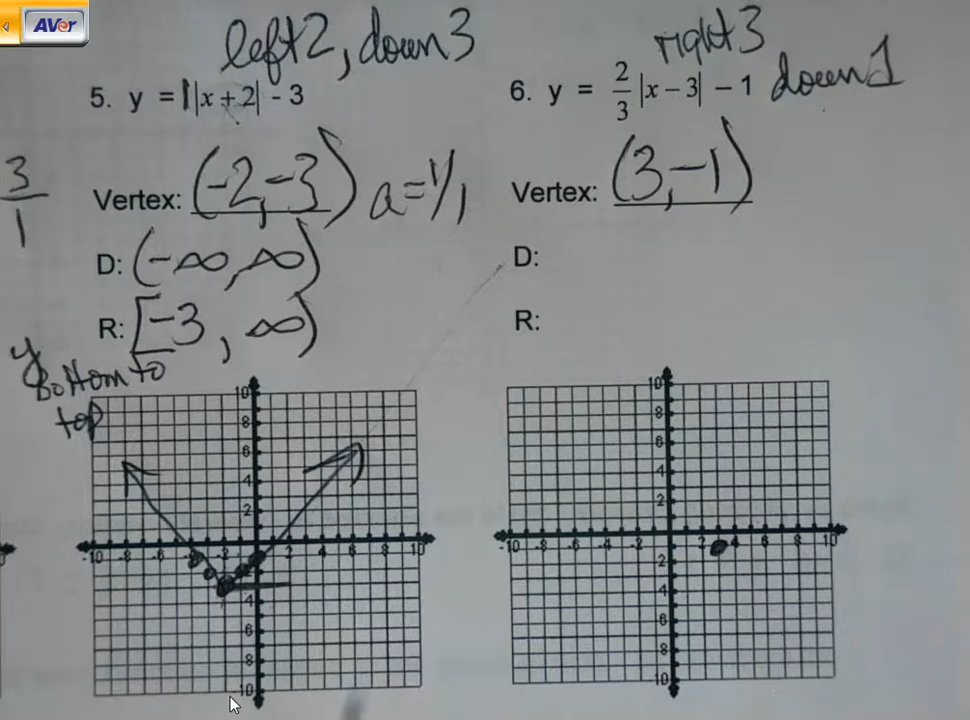 AVer
left 2, down 3
5. y = 1|x + 2| - 3
3/1
Vertex: (-2,-3) a = 1/1
D: (-∞, ∞)
R: [-3, ∞)
y
Bottom to
top
10
8
6
4
2
-10 -8 -6 -4 -2 2 4 6 8 10
4
6
8
10
right 3
6. y = 2/3 |x − 3| − 1 down 1
Vertex: (3, -1)
D:
R:
10
8
6
4
2
-10 -8 -6 -4 -2 2 4 6 8 10
2
4
6
8
10